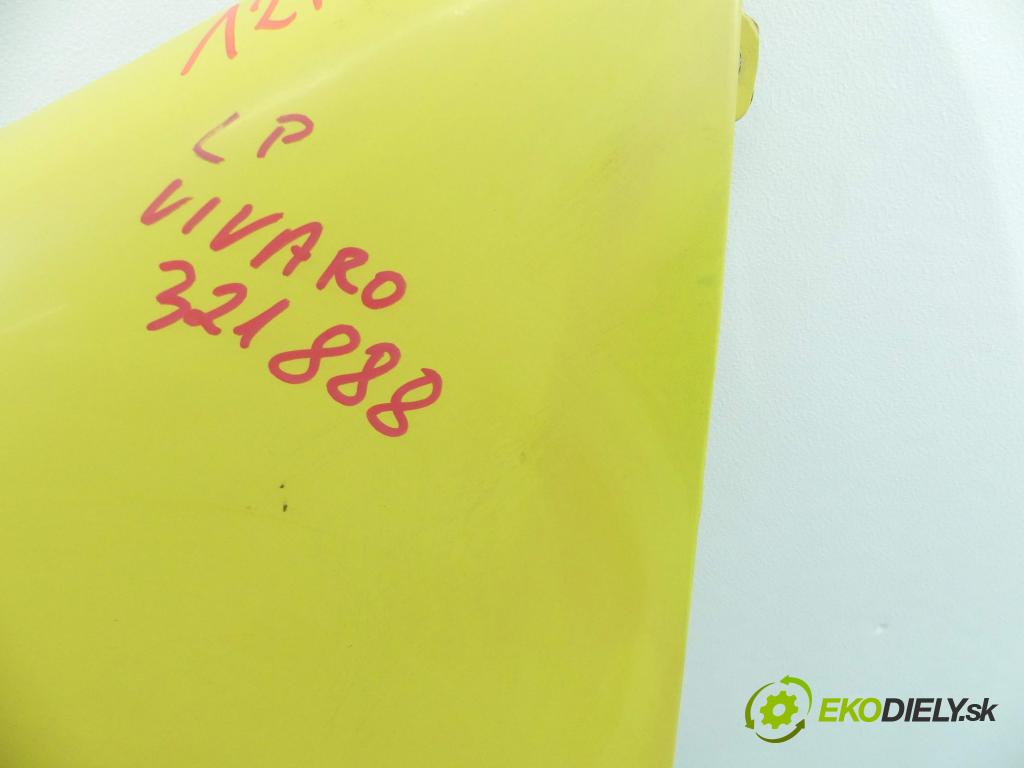 LP
VIVARO
321888
EKODIELY.sk